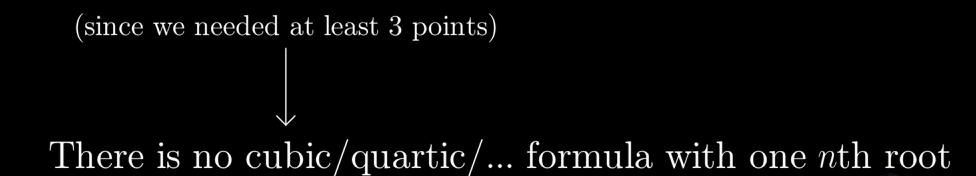 (since we needed at least 3 points)
There is no cubic/quartic/... formula with one nth root